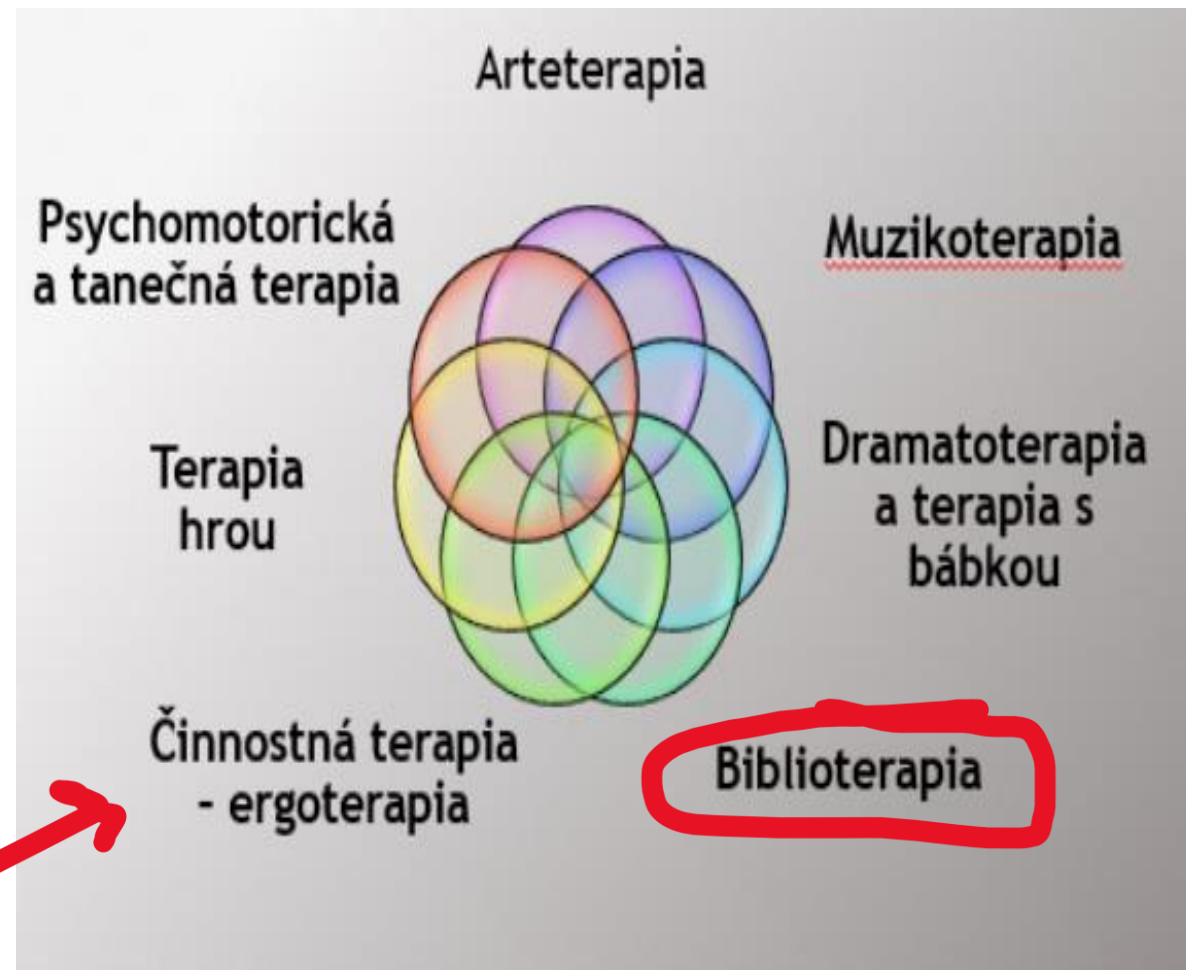 Arteterapia
Psychomotorická
a tanečná terapia
Muzikoterapia
Terapia
hrou
Dramatoterapia
a terapia s
bábkou
Činnostná terapia
- ergoterapia
Biblioterapia